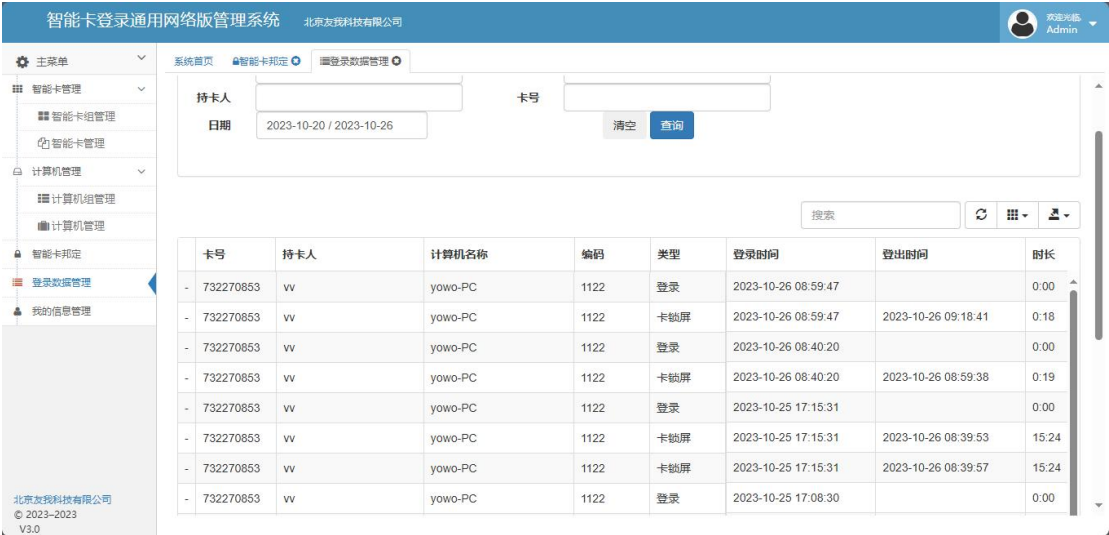 智能卡登录通用网络版管理系统 北京友我科技有限公司 欢迎光临, Admin
主菜单
智能卡管理
智能卡组管理
智能卡管理
计算机管理
计算机组管理
计算机管理
智能卡邦定
登录数据管理
我的信息管理
北京友我科技有限公司
© 2023–2023
V3.0
系统首页 智能卡邦定 登录数据管理
持卡人 卡号
日期 2023-10-20 / 2023-10-26 清空 查询
搜索
卡号 持卡人 计算机名称 编码 类型 登录时间 登出时间 时长
- 732270853 vv yowo-PC 1122 登录 2023-10-26 08:59:47 0:00
- 732270853 vv yowo-PC 1122 卡锁屏 2023-10-26 08:59:47 2023-10-26 09:18:41 0:18
- 732270853 vv yowo-PC 1122 登录 2023-10-26 08:40:20 0:00
- 732270853 vv yowo-PC 1122 卡锁屏 2023-10-26 08:40:20 2023-10-26 08:59:38 0:19
- 732270853 vv yowo-PC 1122 登录 2023-10-25 17:15:31 0:00
- 732270853 vv yowo-PC 1122 卡锁屏 2023-10-25 17:15:31 2023-10-26 08:39:53 15:24
- 732270853 vv yowo-PC 1122 卡锁屏 2023-10-25 17:15:31 2023-10-26 08:39:57 15:24
- 732270853 vv yowo-PC 1122 登录 2023-10-25 17:08:30 0:00